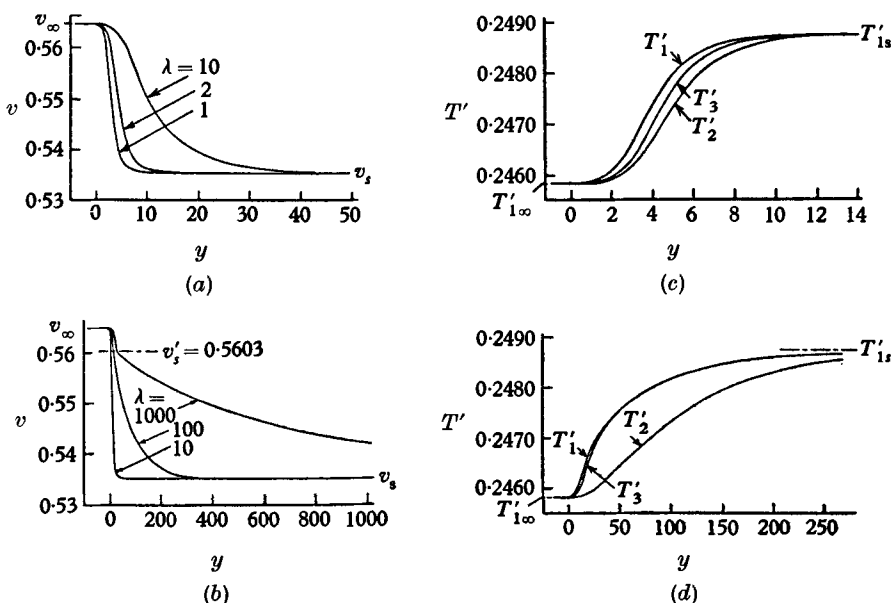 v∞
0·56
λ = 10
2
1
v
0·55
0·54
0·53
vs
0 10 20 30 40 50
y
(a)
v∞
0·56
v′s = 0·5603
λ =
1000
100
10
v
0·55
0·54
0·53
vs
0 200 400 600 800 1000
y
(b)
0·2490
T′1s
T′1
0·2480
T′3
T′2
T′
0·2470
0·2460
T′1∞
0 2 4 6 8 10 12 14
y
(c)
0·2490
T′1s
0·2480
T′2
T′
0·2470
T′1
T′3
0·2460
T′1∞
0 50 100 150 200 250
y
(d)